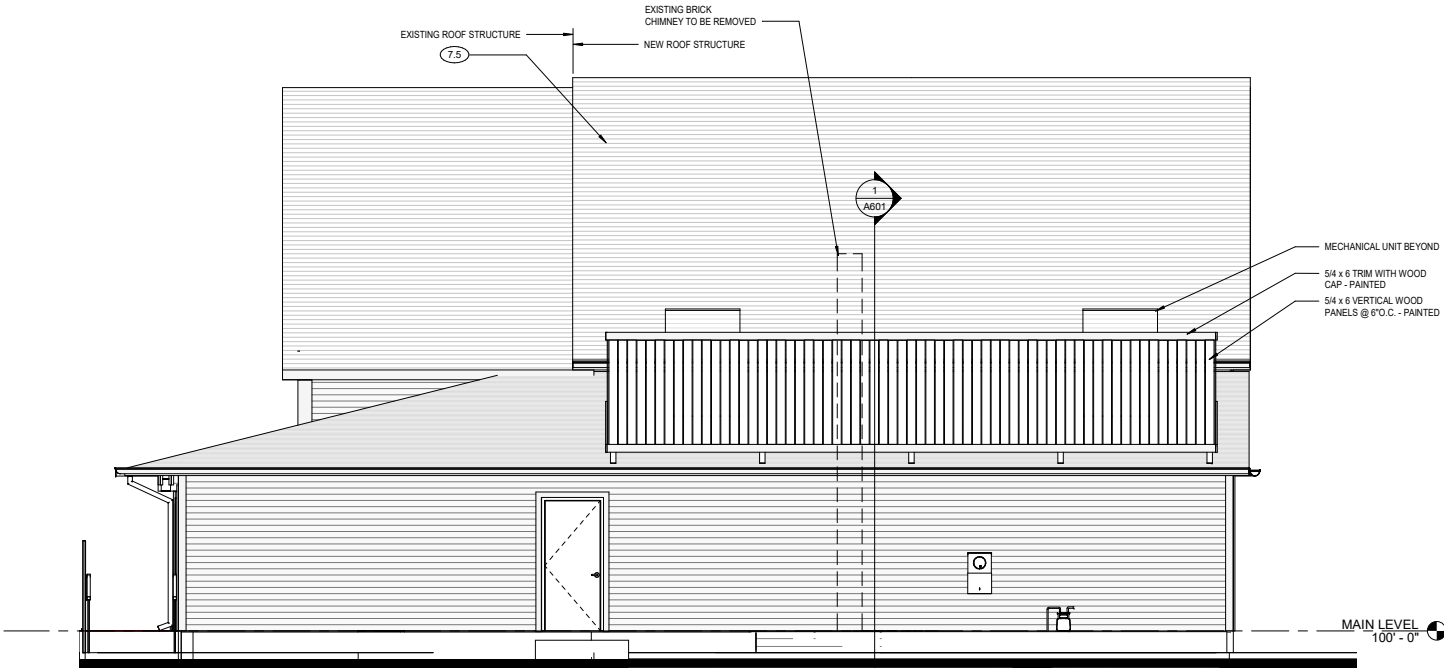 EXISTING BRICK
CHIMNEY TO BE REMOVED
EXISTING ROOF STRUCTURE
NEW ROOF STRUCTURE
7.5
1
A601
MECHANICAL UNIT BEYOND
5/4 x 6 TRIM WITH WOOD
CAP - PAINTED
5/4 x 6 VERTICAL WOOD
PANELS @ 6"O.C. - PAINTED
MAIN LEVEL
100' - 0"